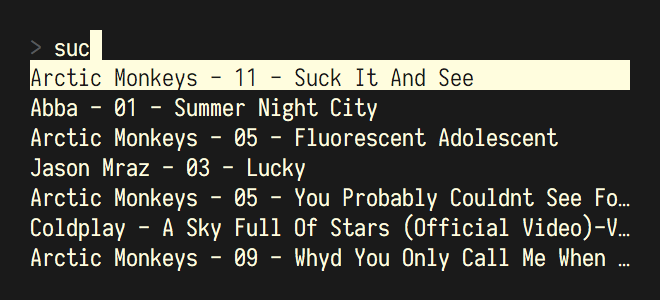 > suc
Arctic Monkeys - 11 - Suck It And See
Abba - 01 - Summer Night City
Arctic Monkeys - 05 - Fluorescent Adolescent
Jason Mraz - 03 - Lucky
Arctic Monkeys - 05 - You Probably Couldnt See Fo…
Coldplay - A Sky Full Of Stars (Official Video)-V…
Arctic Monkeys - 09 - Whyd You Only Call Me When …